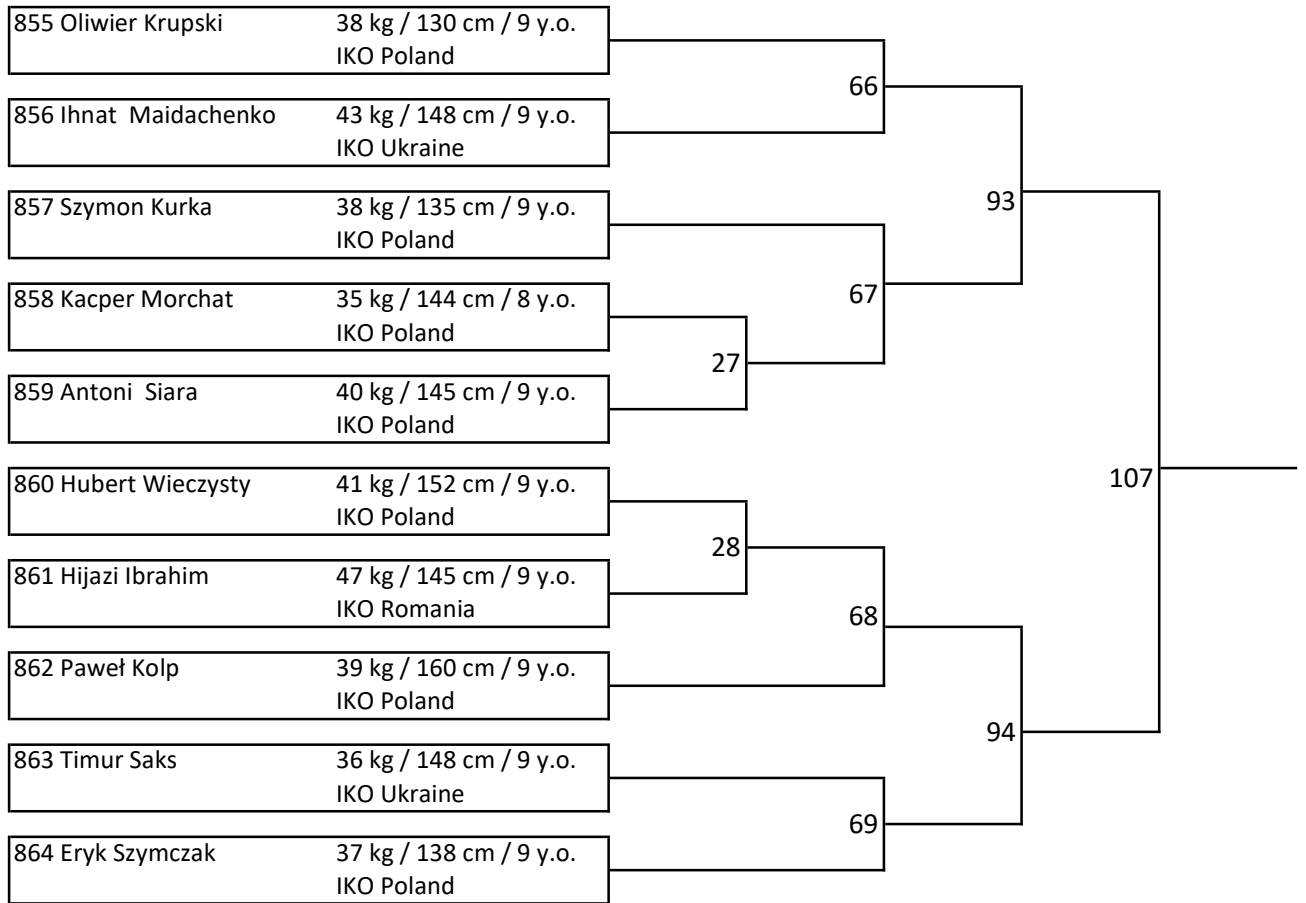 855 Oliwier Krupski 38 kg / 130 cm / 9 y.o.
IKO Poland
66
856 Ihnat  Maidachenko 43 kg / 148 cm / 9 y.o.
IKO Ukraine
857 Szymon Kurka 38 kg / 135 cm / 9 y.o.
93
IKO Poland
858 Kacper Morchat 35 kg / 144 cm / 8 y.o.
67
IKO Poland
27
859 Antoni  Siara 40 kg / 145 cm / 9 y.o.
IKO Poland
860 Hubert Wieczysty 41 kg / 152 cm / 9 y.o.
107
IKO Poland
28
861 Hijazi Ibrahim 47 kg / 145 cm / 9 y.o.
IKO Romania
68
862 Paweł Kolp 39 kg / 160 cm / 9 y.o.
IKO Poland
94
863 Timur Saks 36 kg / 148 cm / 9 y.o.
IKO Ukraine
69
864 Eryk Szymczak 37 kg / 138 cm / 9 y.o.
IKO Poland